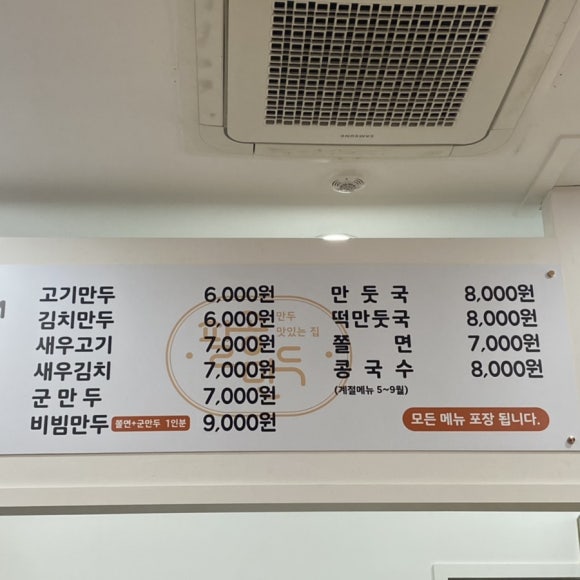 SAMSUNG
고기만두 6,000원
김치만두 6,000원
새우고기 7,000원
새우김치 7,000원
군만두 7,000원
비빔만두 쫄면+군만두 1인분 9,000원
만두
맛있는 집
만둣국 8,000원
떡만둣국 8,000원
쫄면 7,000원
콩국수 8,000원
(계절메뉴 5~9월)
모든 메뉴 포장 됩니다.